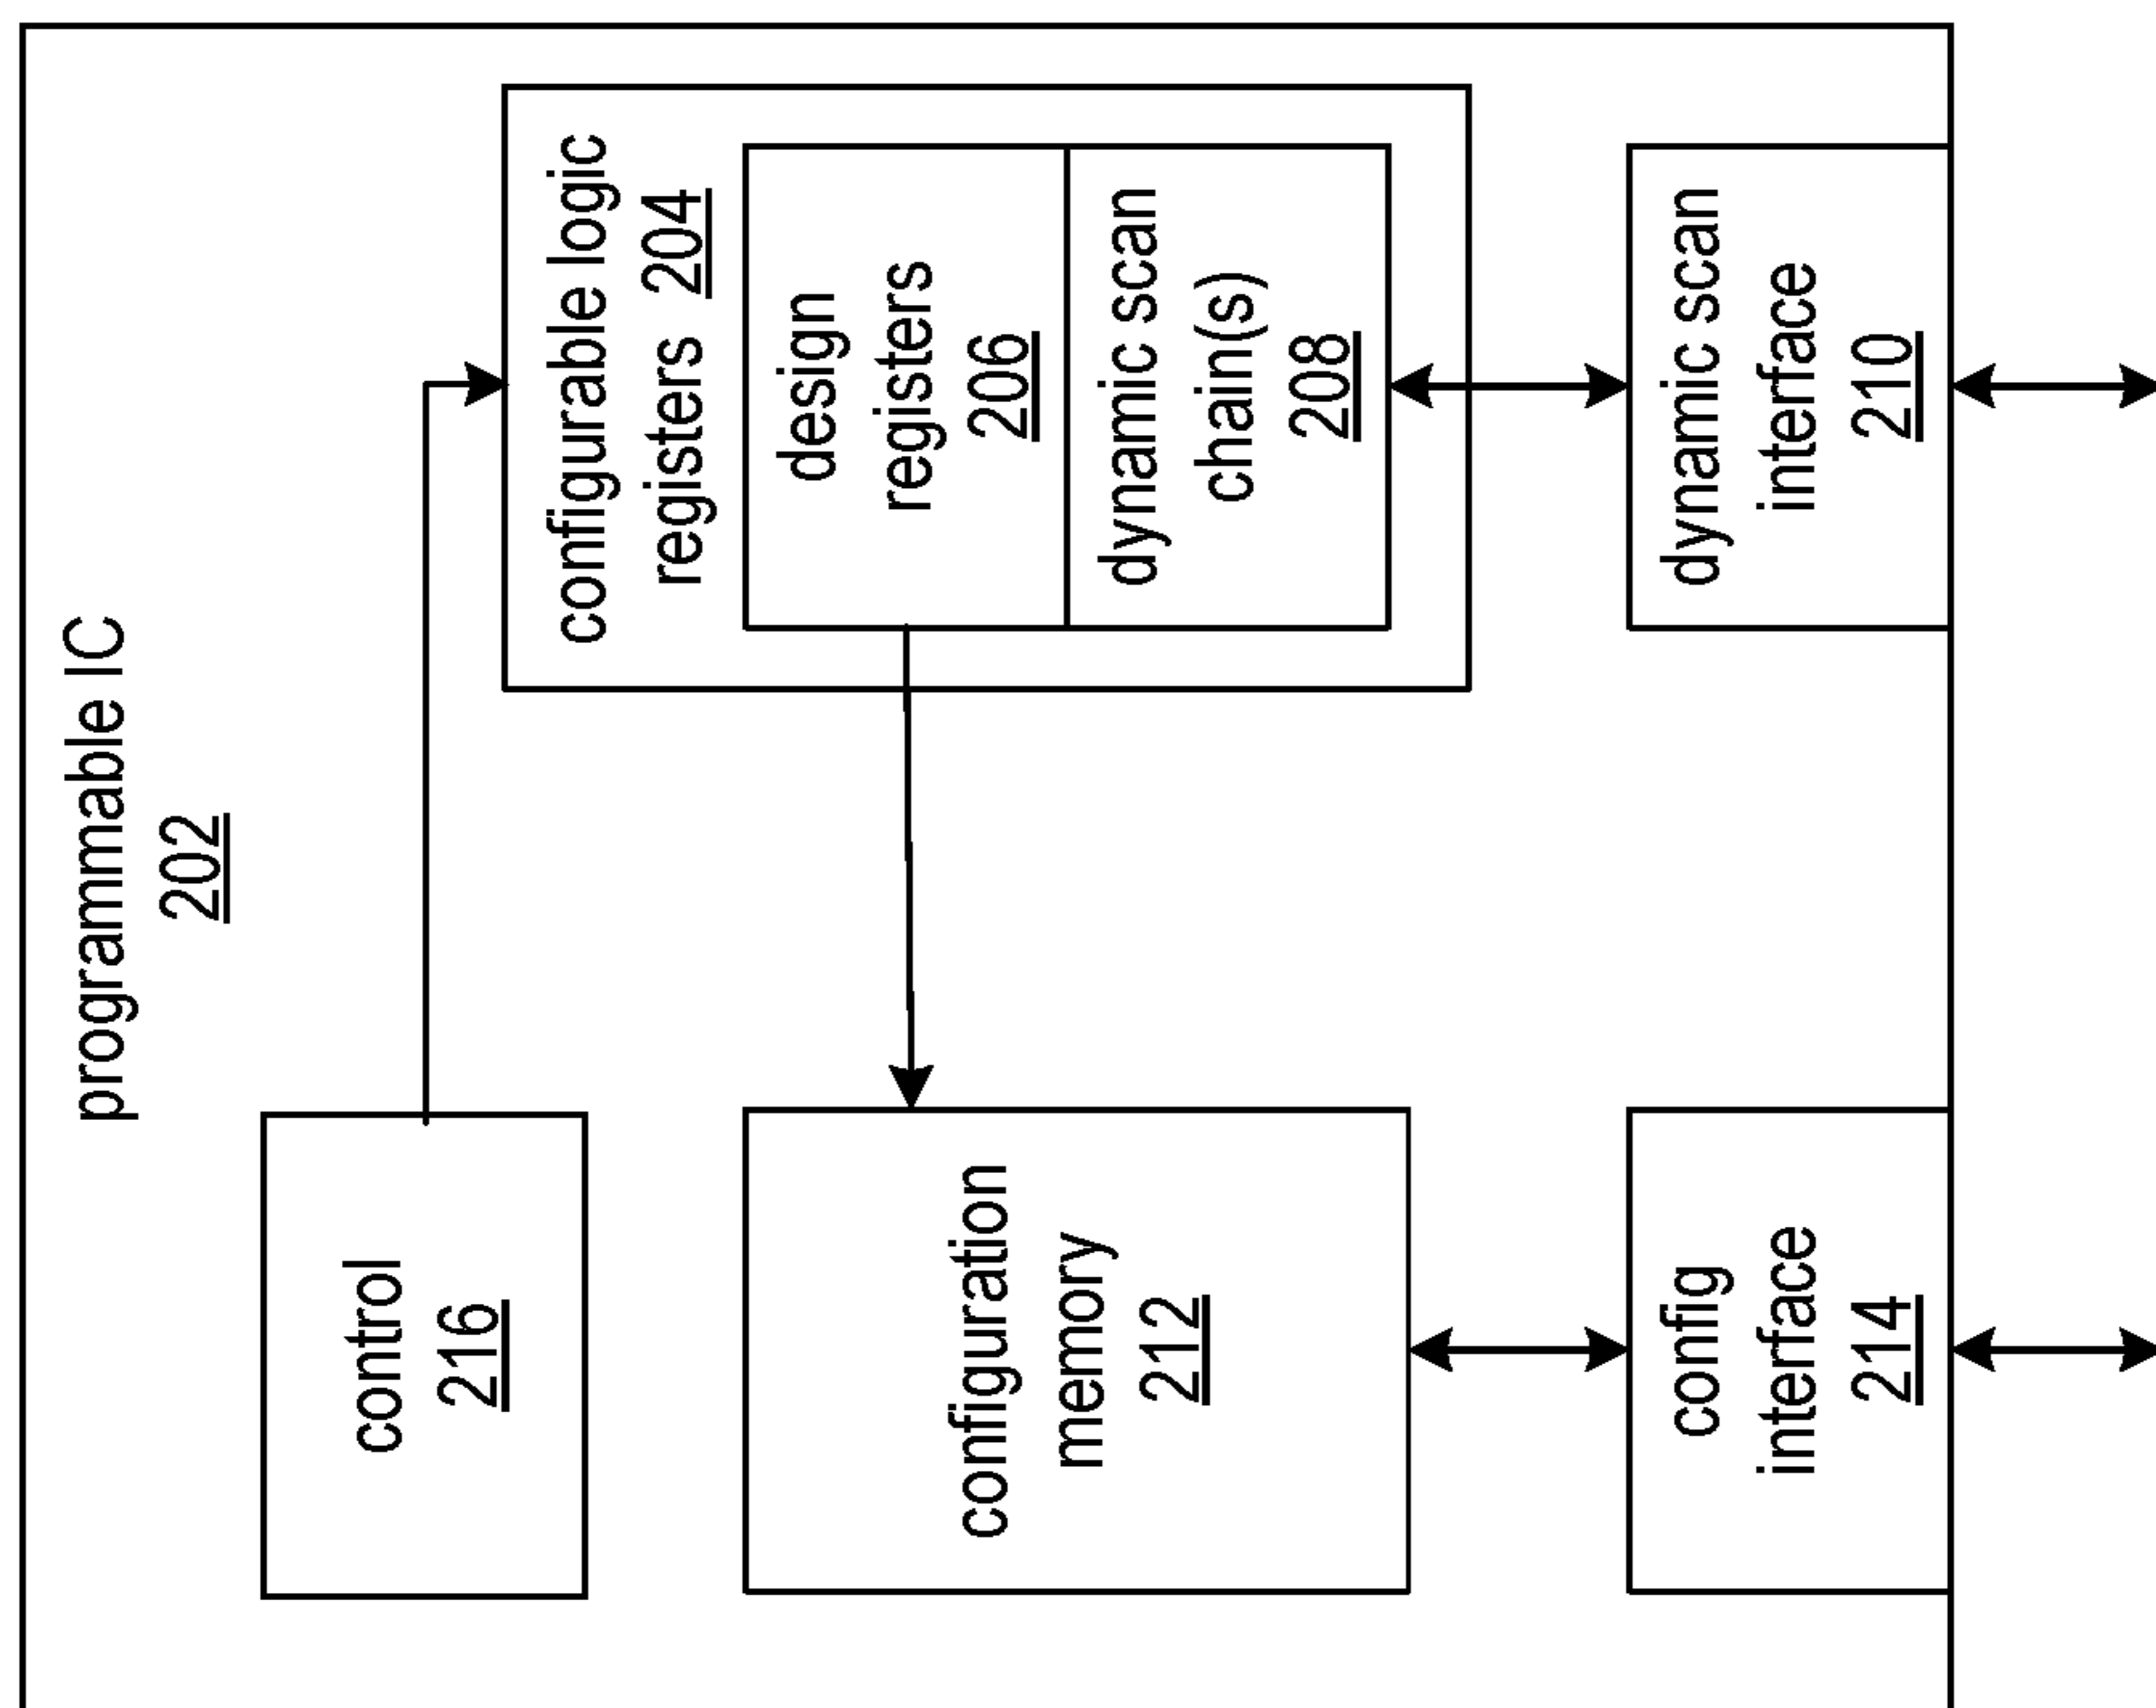 programmable IC
202
control
216
configurable logic
registers 204
design
registers
206
dynamic scan
chain(s)
208
configuration
memory
212
config
interface
214
dynamic scan
interface
210